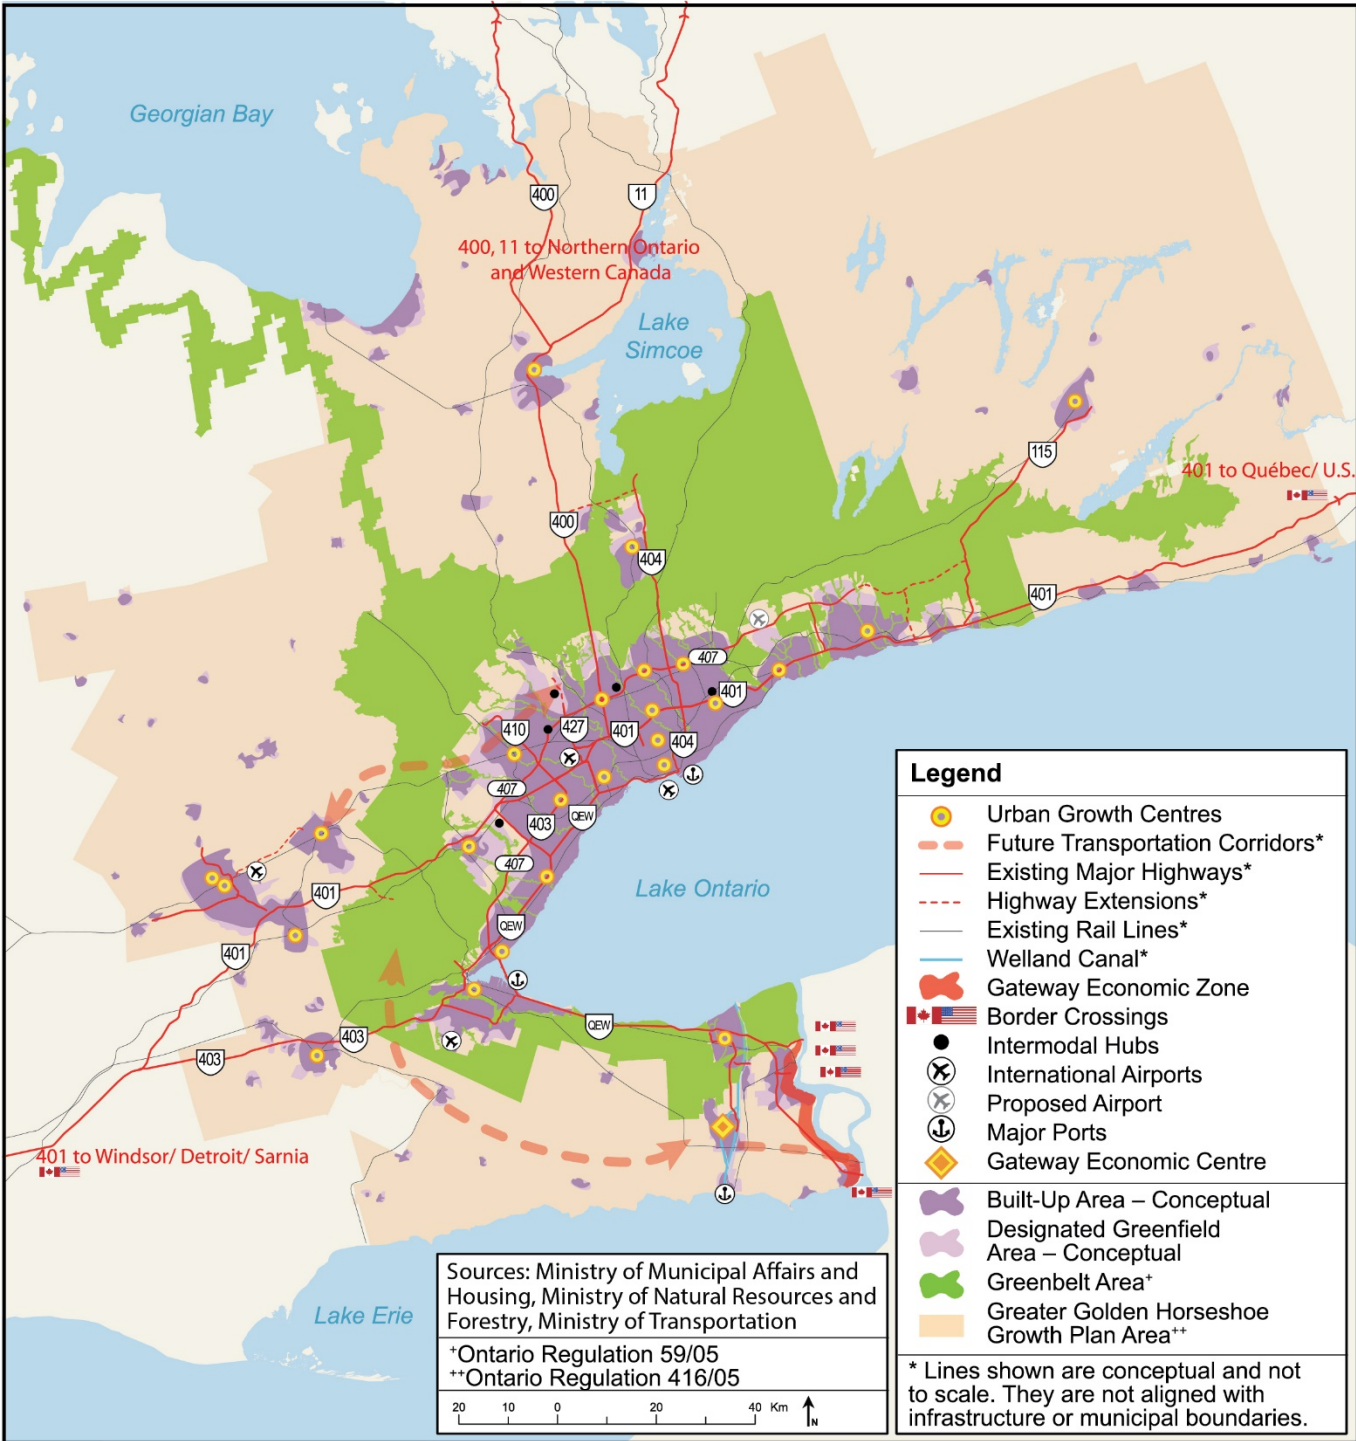 Georgian Bay
400
11
400, 11 to Northern Ontario
and Western Canada
Lake
Simcoe
115
401 to Québec/ U.S.
400
404
401
407
401
410
427
401
404
407
403
QEW
407
Lake Ontario
401
QEW
401
403
403
QEW
401 to Windsor/ Detroit/ Sarnia
Lake Erie
Legend
Urban Growth Centres
Future Transportation Corridors*
Existing Major Highways*
Highway Extensions*
Existing Rail Lines*
Welland Canal*
Gateway Economic Zone
Border Crossings
Intermodal Hubs
International Airports
Proposed Airport
Major Ports
Gateway Economic Centre
Built-Up Area – Conceptual
Designated Greenfield
Area – Conceptual
Greenbelt Area+
Greater Golden Horseshoe
Growth Plan Area++
* Lines shown are conceptual and not
to scale. They are not aligned with
infrastructure or municipal boundaries.
Sources: Ministry of Municipal Affairs and
Housing, Ministry of Natural Resources and
Forestry, Ministry of Transportation
+Ontario Regulation 59/05
++Ontario Regulation 416/05
20 10 0 20 40 Km
N